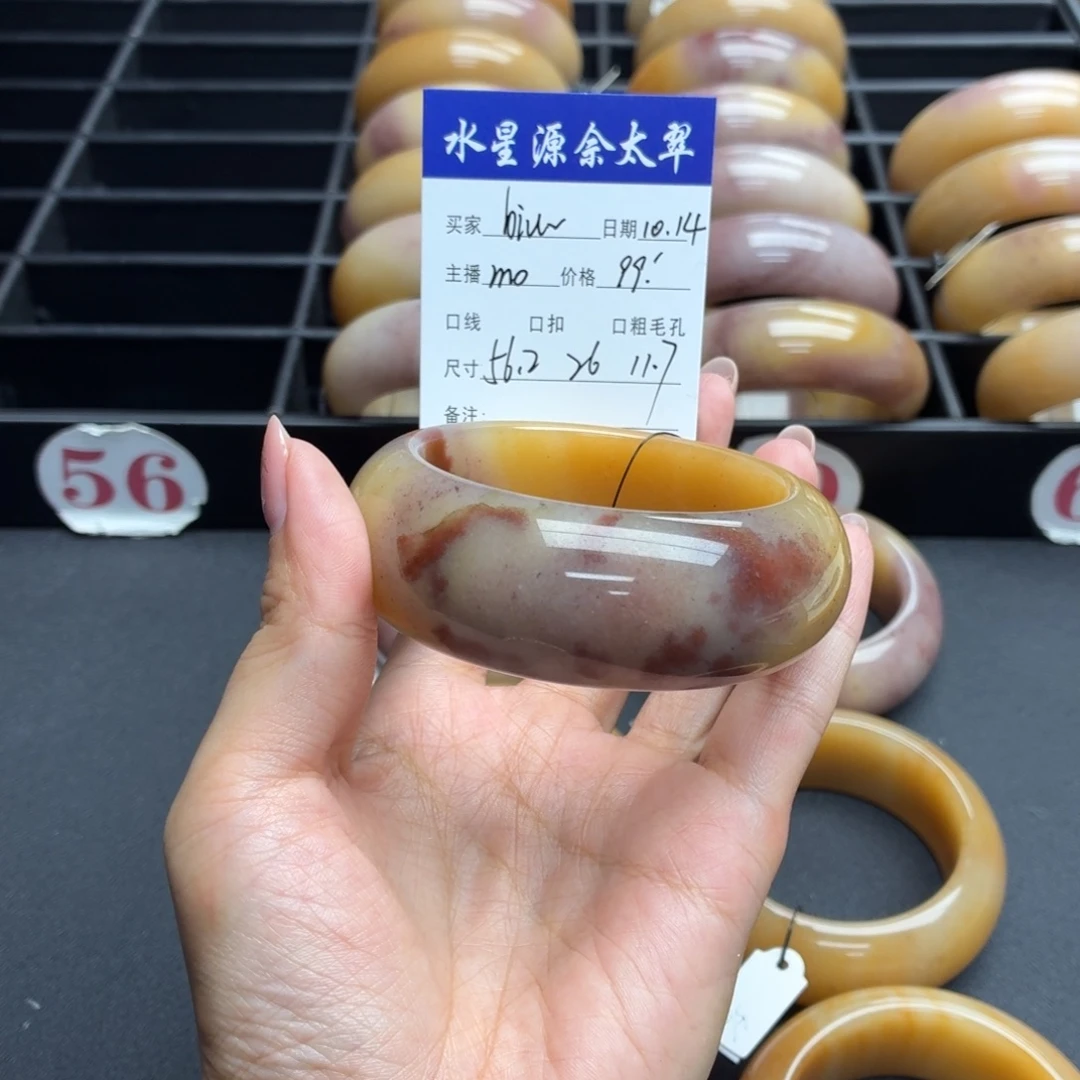 水星源佘太翠
买家 biu 日期 10.14
主播 mo 价格 99.
口线 口扣 口粗毛孔
尺寸 56.2 26 11.7
备注:
56